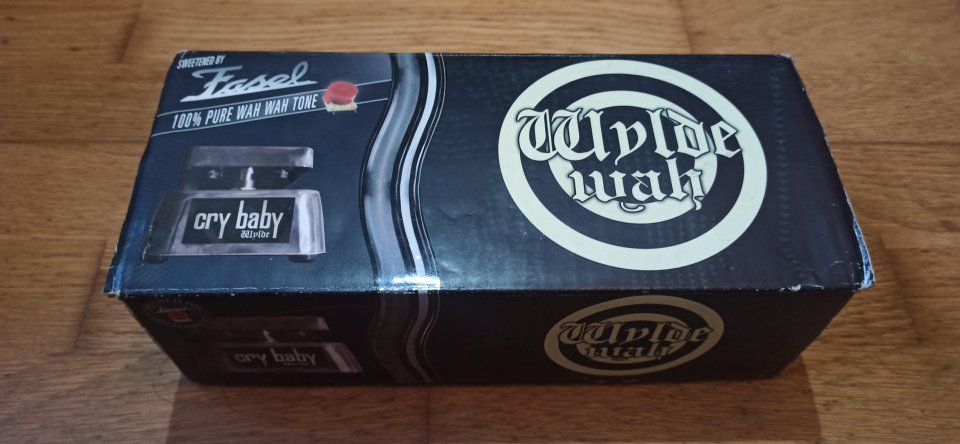 SWEETENED BY
Fasel
100% PURE WAH WAH TONE
Wylde
wah
cry baby
Wylde
Wylde
wah
cry baby